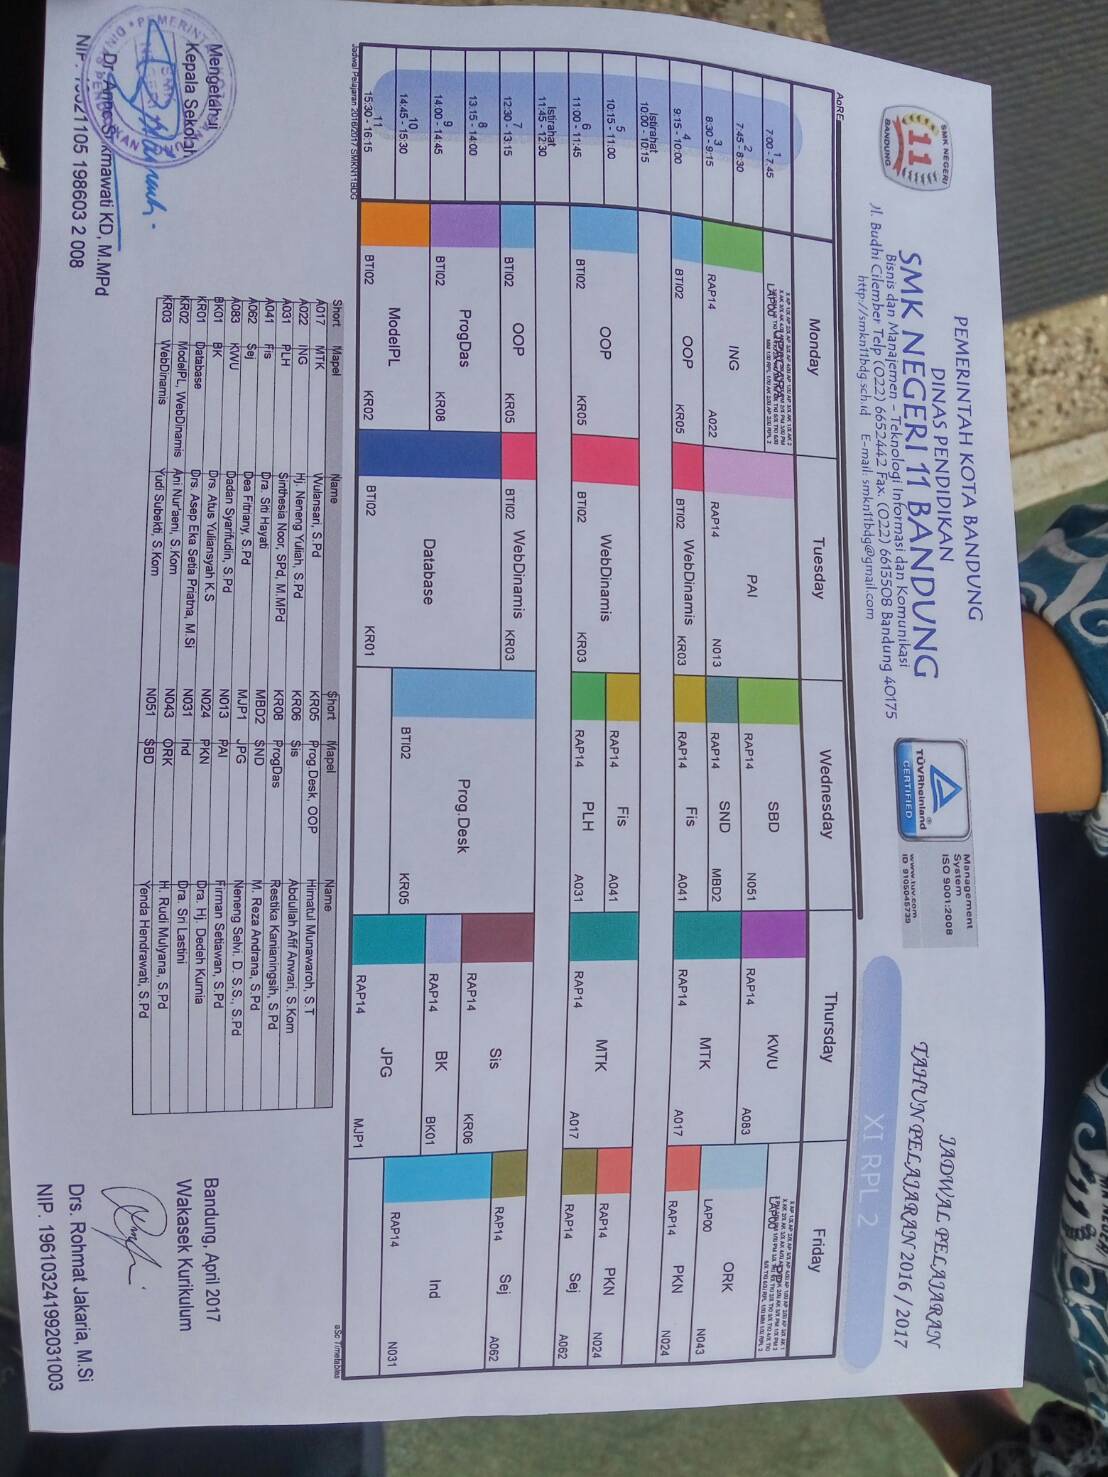 SMK NEGERI
11
BANDUNG
PEMERINTAH KOTA BANDUNG
DINAS PENDIDIKAN
SMK NEGERI 11 BANDUNG
Bisnis dan Manajemen - Teknologi Informasi dan Komunikasi
Jl. Budhi Cilember Telp (022) 6652442 Fax. (022) 6613508 Bandung 40175
http://smkn11bdg.sch.id E-mail: smkn11bdg@gmail.com
TÜVRheinland
CERTIFIED
Management
System
ISO 9001:2008
www.tuv.com
ID 9105045739
JADWAL PELAJARAN
TAHUN PELAJARAN 2016 / 2017
XI RPL 2
AoRE
Monday Tuesday Wednesday Thursday Friday
1
7:00 - 7:45
UPACARA
LAP00
PAI
RAP14 N013
SBD
RAP14 N051
KWU
RAP14 A083
PP
LAP00
2
7:45 - 8:30
ING
RAP14 A022
ORK
LAP00 N043
3
8:30 - 9:15
SND
RAP14 MBD2
MTK
RAP14 A017
4
9:15 - 10:00
OOP
BTI02 KR05
WebDinamis
BTI02 KR03
Fis
RAP14 A041
PKN
RAP14 N024
Istirahat
10:00 - 10:15
5
10:15 - 11:00
OOP
BTI02 KR05
WebDinamis
BTI02 KR03
Fis
RAP14 A041
MTK
RAP14 A017
PKN
RAP14 N024
6
11:00 - 11:45
PLH
RAP14 A031
Sej
RAP14 A062
Istirahat
11:45 - 12:30
7
12:30 - 13:15
OOP
BTI02 KR05
WebDinamis
BTI02 KR03
Prog.Desk
BTI02 KR05
Sis
RAP14 KR06
Sej
RAP14 A062
8
13:15 - 14:00
ProgDas
BTI02 KR08
Database
BTI02 KR01
Ind
RAP14 N031
9
14:00 - 14:45
BK
RAP14 BK01
10
14:45 - 15:30
ModelPL
BTI02 KR02
JPG
RAP14 MJP1
11
15:30 - 16:15
Jadwal Pelajaran 2016/2017 SMKN11BDG
aSc Timetables
Short Mapel Name Short Mapel Name
A017 MTK Wulansari, S.Pd KR05 Prog.Desk, OOP Himatul Munawaroh, S.T
A022 ING Hj. Neneng Yuliah, S.Pd KR06 Sis Abdullah Afif Anwari, S.Kom
A031 PLH Sinthesia Noor, SPd, M.MPd KR08 ProgDas Restika Kanianingsih, S.Pd
A041 Fis Dra. Siti Hayati MBD2 SND M. Reza Andrana, S.Pd
A062 Sej Dea Fitriany, S.Pd MJP1 JPG Neneng Selvi. D. S.S., S.Pd
A083 KWU Dadan Syarifudin, S.Pd N013 PAI Firman Setiawan, S.Pd
BK01 BK Drs. Atus Yuliansyah K.S N024 PKN Dra. Hj. Dedeh Kurnia
KR01 Database Drs. Asep Eka Setia Priatna, M.Si N031 Ind Dra. Sri Lastini
KR02 ModelPL, WebDinamis Ani Nur'aeni, S.Kom N043 ORK H. Rudi Mulyana, S.Pd
KR03 WebDinamis Yudi Subekti, S.Kom N051 SBD Yenda Hendrawati, S.Pd
Mengetahui
Kepala Sekolah
Dr. Anne Sukmawati KD, M.MPd
NIP. 198603 2 008
Bandung, April 2017
Wakasek Kurikulum
Drs. Rohmat Jakaria, M.Si
NIP. 196103241992031003